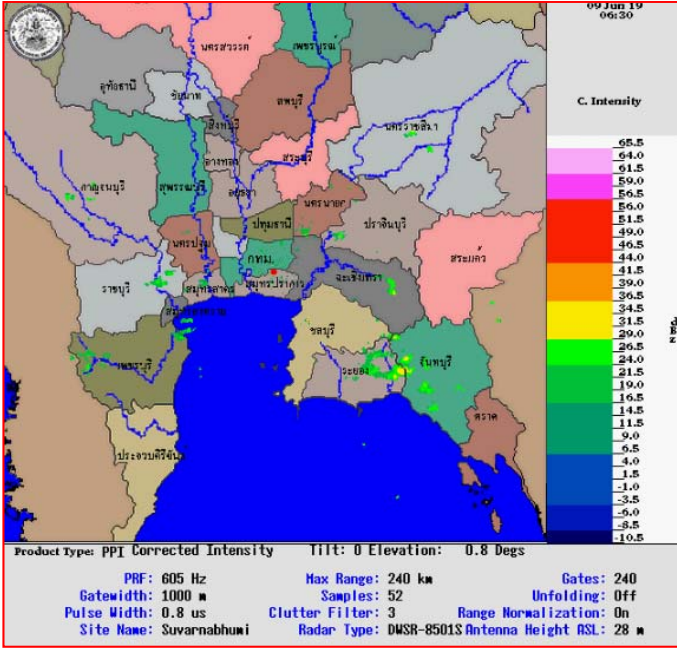 09 Jun 19
06:30
C. Intensity
นครสวรรค์
เพชรบูรณ์
อุทัยธานี
ชัยนาท
ลพบุรี
สิงหบุรี
นครราชสีมา
อ่างทอง
สระบุรี
กาญจนบุรี
สุพรรณบุรี
อยุธยา
นครนายก
ปทุมธานี
ปราจีนบุรี
นครปฐม
กทม.
สระแก้ว
ราชบุรี
สมุทรสาคร
สมุทรปราการ
ฉะเชิงเทรา
ชลบุรี
เพชรบุรี
ระยอง
จันทบุรี
ตราด
ประจวบคีรีขันธ์
65.5
64.0
61.5
59.0
56.5
56.0
51.5
49.0
46.5
44.0
41.5
39.0
36.5
34.0
31.5
29.0
26.5
24.0
21.5
19.0
16.5
14.5
11.5
9.0
6.5
4.0
1.5
-1.0
-3.5
-6.0
-8.5
-10.5
Product Type: PPI Corrected Intensity Tilt: 0 Elevation: 0.8 Degs
PRF: 605 Hz Max Range: 240 km Gates: 240
Gatewidth: 1000 m Samples: 52 Unfolding: Off
Pulse Width: 0.8 us Clutter Filter: 3 Range Normalization: On
Site Name: Suvarnabhumi Radar Type: DWSR-8501S Antenna Height ASL: 28 m